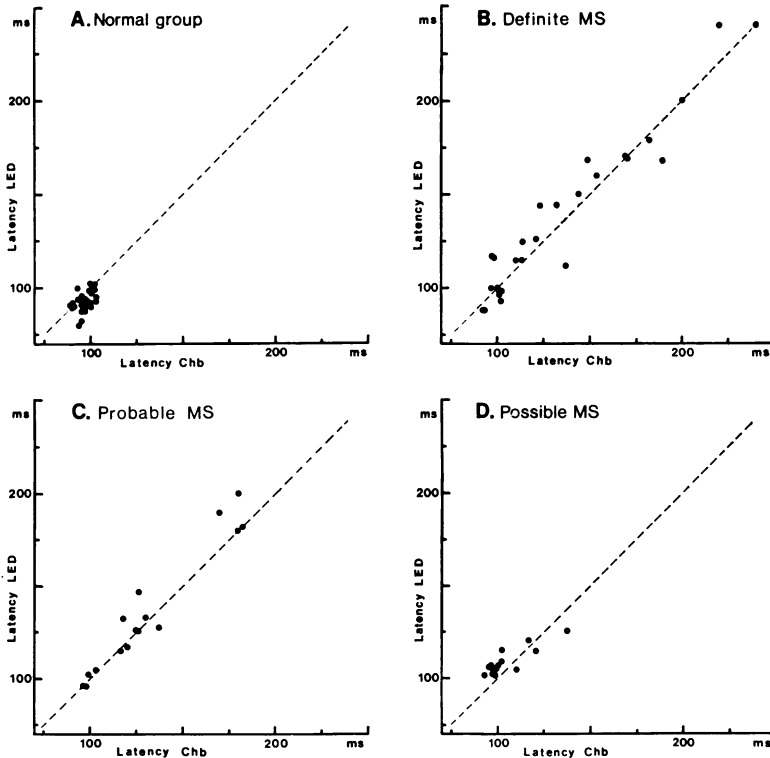 A. Normal group
ms
200
100
Latency LED
100
200
ms
Latency Chb
B. Definite MS
ms
200
100
Latency LED
100
200
ms
Latency Chb
C. Probable MS
ms
200
100
Latency LED
100
200
ms
Latency Chb
D. Possible MS
ms
200
100
Latency LED
100
200
ms
Latency Chb